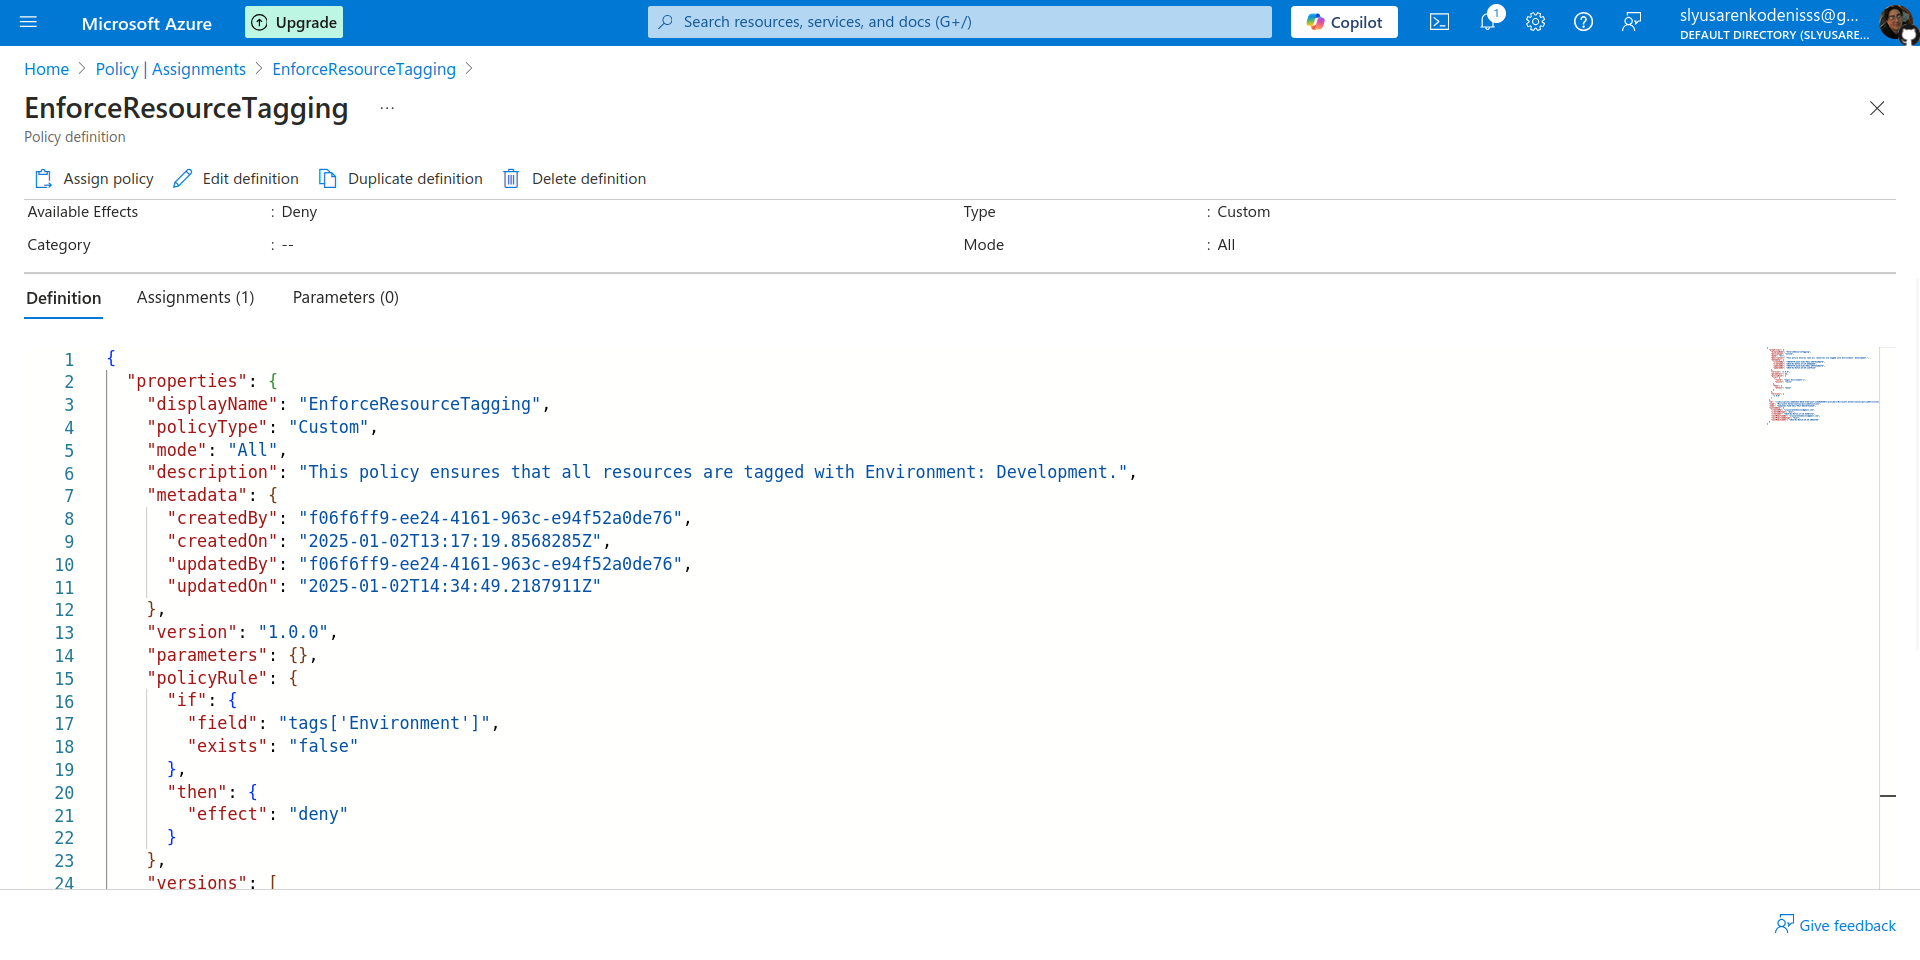 Microsoft Azure
Upgrade
Search resources, services, and docs (G+/)
Copilot
1
slyusarenkodenisss@g...
DEFAULT DIRECTORY (SLYUSARE...
Home > Policy | Assignments > EnforceResourceTagging >
EnforceResourceTagging ...
Policy definition
Assign policy Edit definition Duplicate definition Delete definition
Available Effects : Deny Type : Custom
Category : -- Mode : All
Definition Assignments (1) Parameters (0)
1 {
2 "properties": {
3 "displayName": "EnforceResourceTagging",
4 "policyType": "Custom",
5 "mode": "All",
6 "description": "This policy ensures that all resources are tagged with Environment: Development.",
7 "metadata": {
8 "createdBy": "f06f6ff9-ee24-4161-963c-e94f52a0de76",
9 "createdOn": "2025-01-02T13:17:19.8568285Z",
10 "updatedBy": "f06f6ff9-ee24-4161-963c-e94f52a0de76",
11 "updatedOn": "2025-01-02T14:34:49.2187911Z"
12 },
13 "version": "1.0.0",
14 "parameters": {},
15 "policyRule": {
16 "if": {
17 "field": "tags['Environment']",
18 "exists": "false"
19 },
20 "then": {
21 "effect": "deny"
22 }
23 },
24 "versions": [
Give feedback